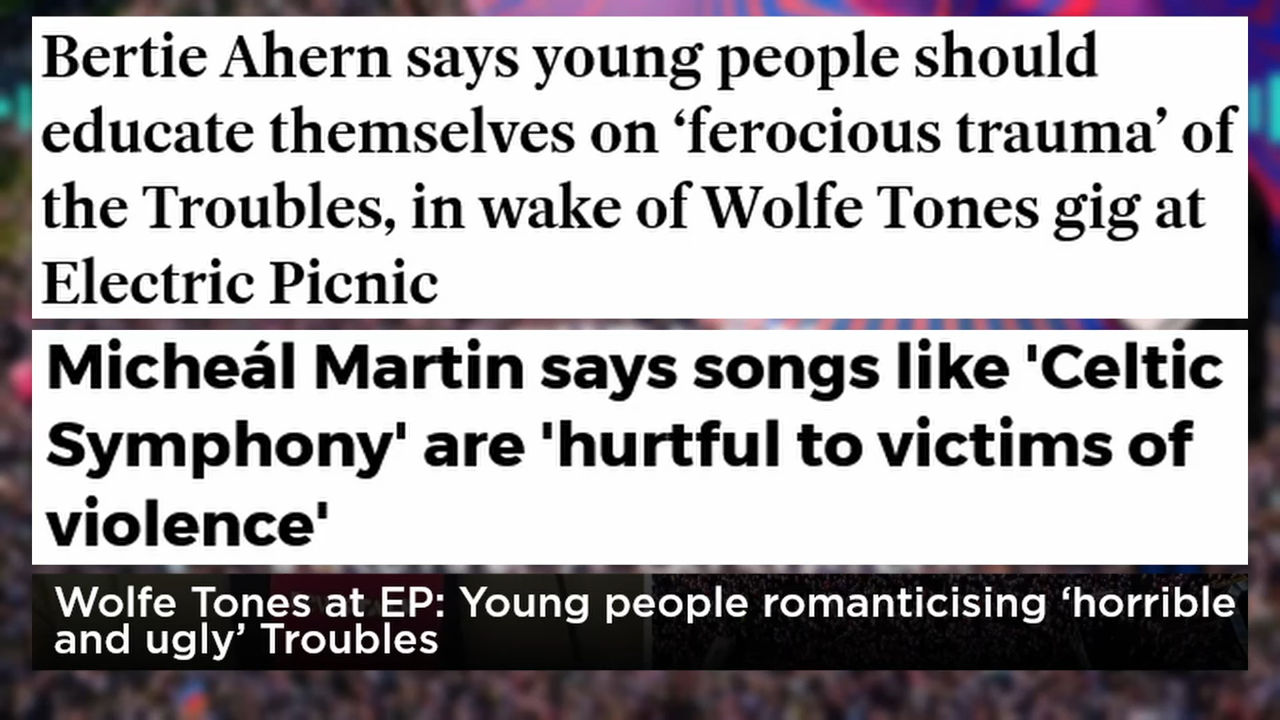 Bertie Ahern says young people should
educate themselves on ‘ferocious trauma’ of
the Troubles, in wake of Wolfe Tones gig at
Electric Picnic
Micheál Martin says songs like 'Celtic
Symphony' are 'hurtful to victims of
violence'
Wolfe Tones at EP: Young people romanticising ‘horrible
and ugly’ Troubles